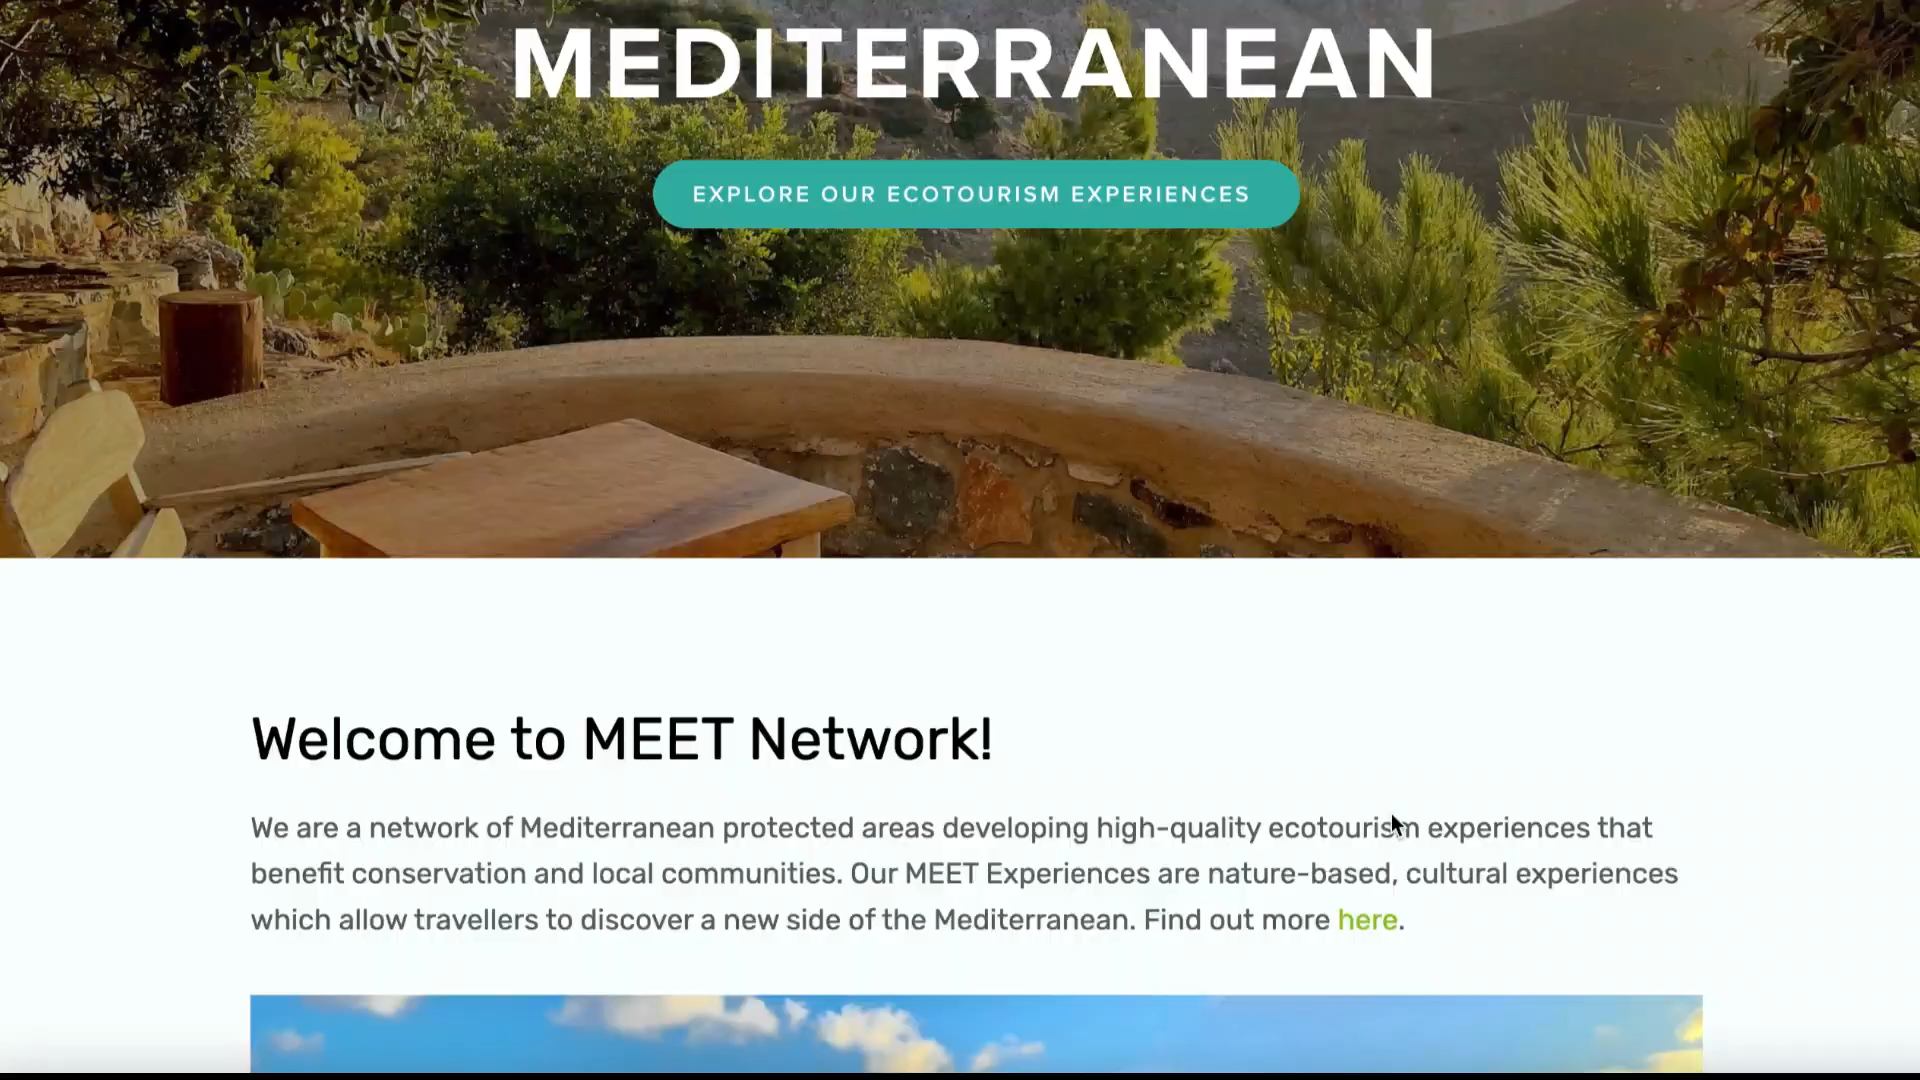 MEDITERRANEAN
EXPLORE OUR ECOTOURISM EXPERIENCES
Welcome to MEET Network!
We are a network of Mediterranean protected areas developing high-quality ecotourism experiences that
benefit conservation and local communities. Our MEET Experiences are nature-based, cultural experiences
which allow travellers to discover a new side of the Mediterranean. Find out more here.